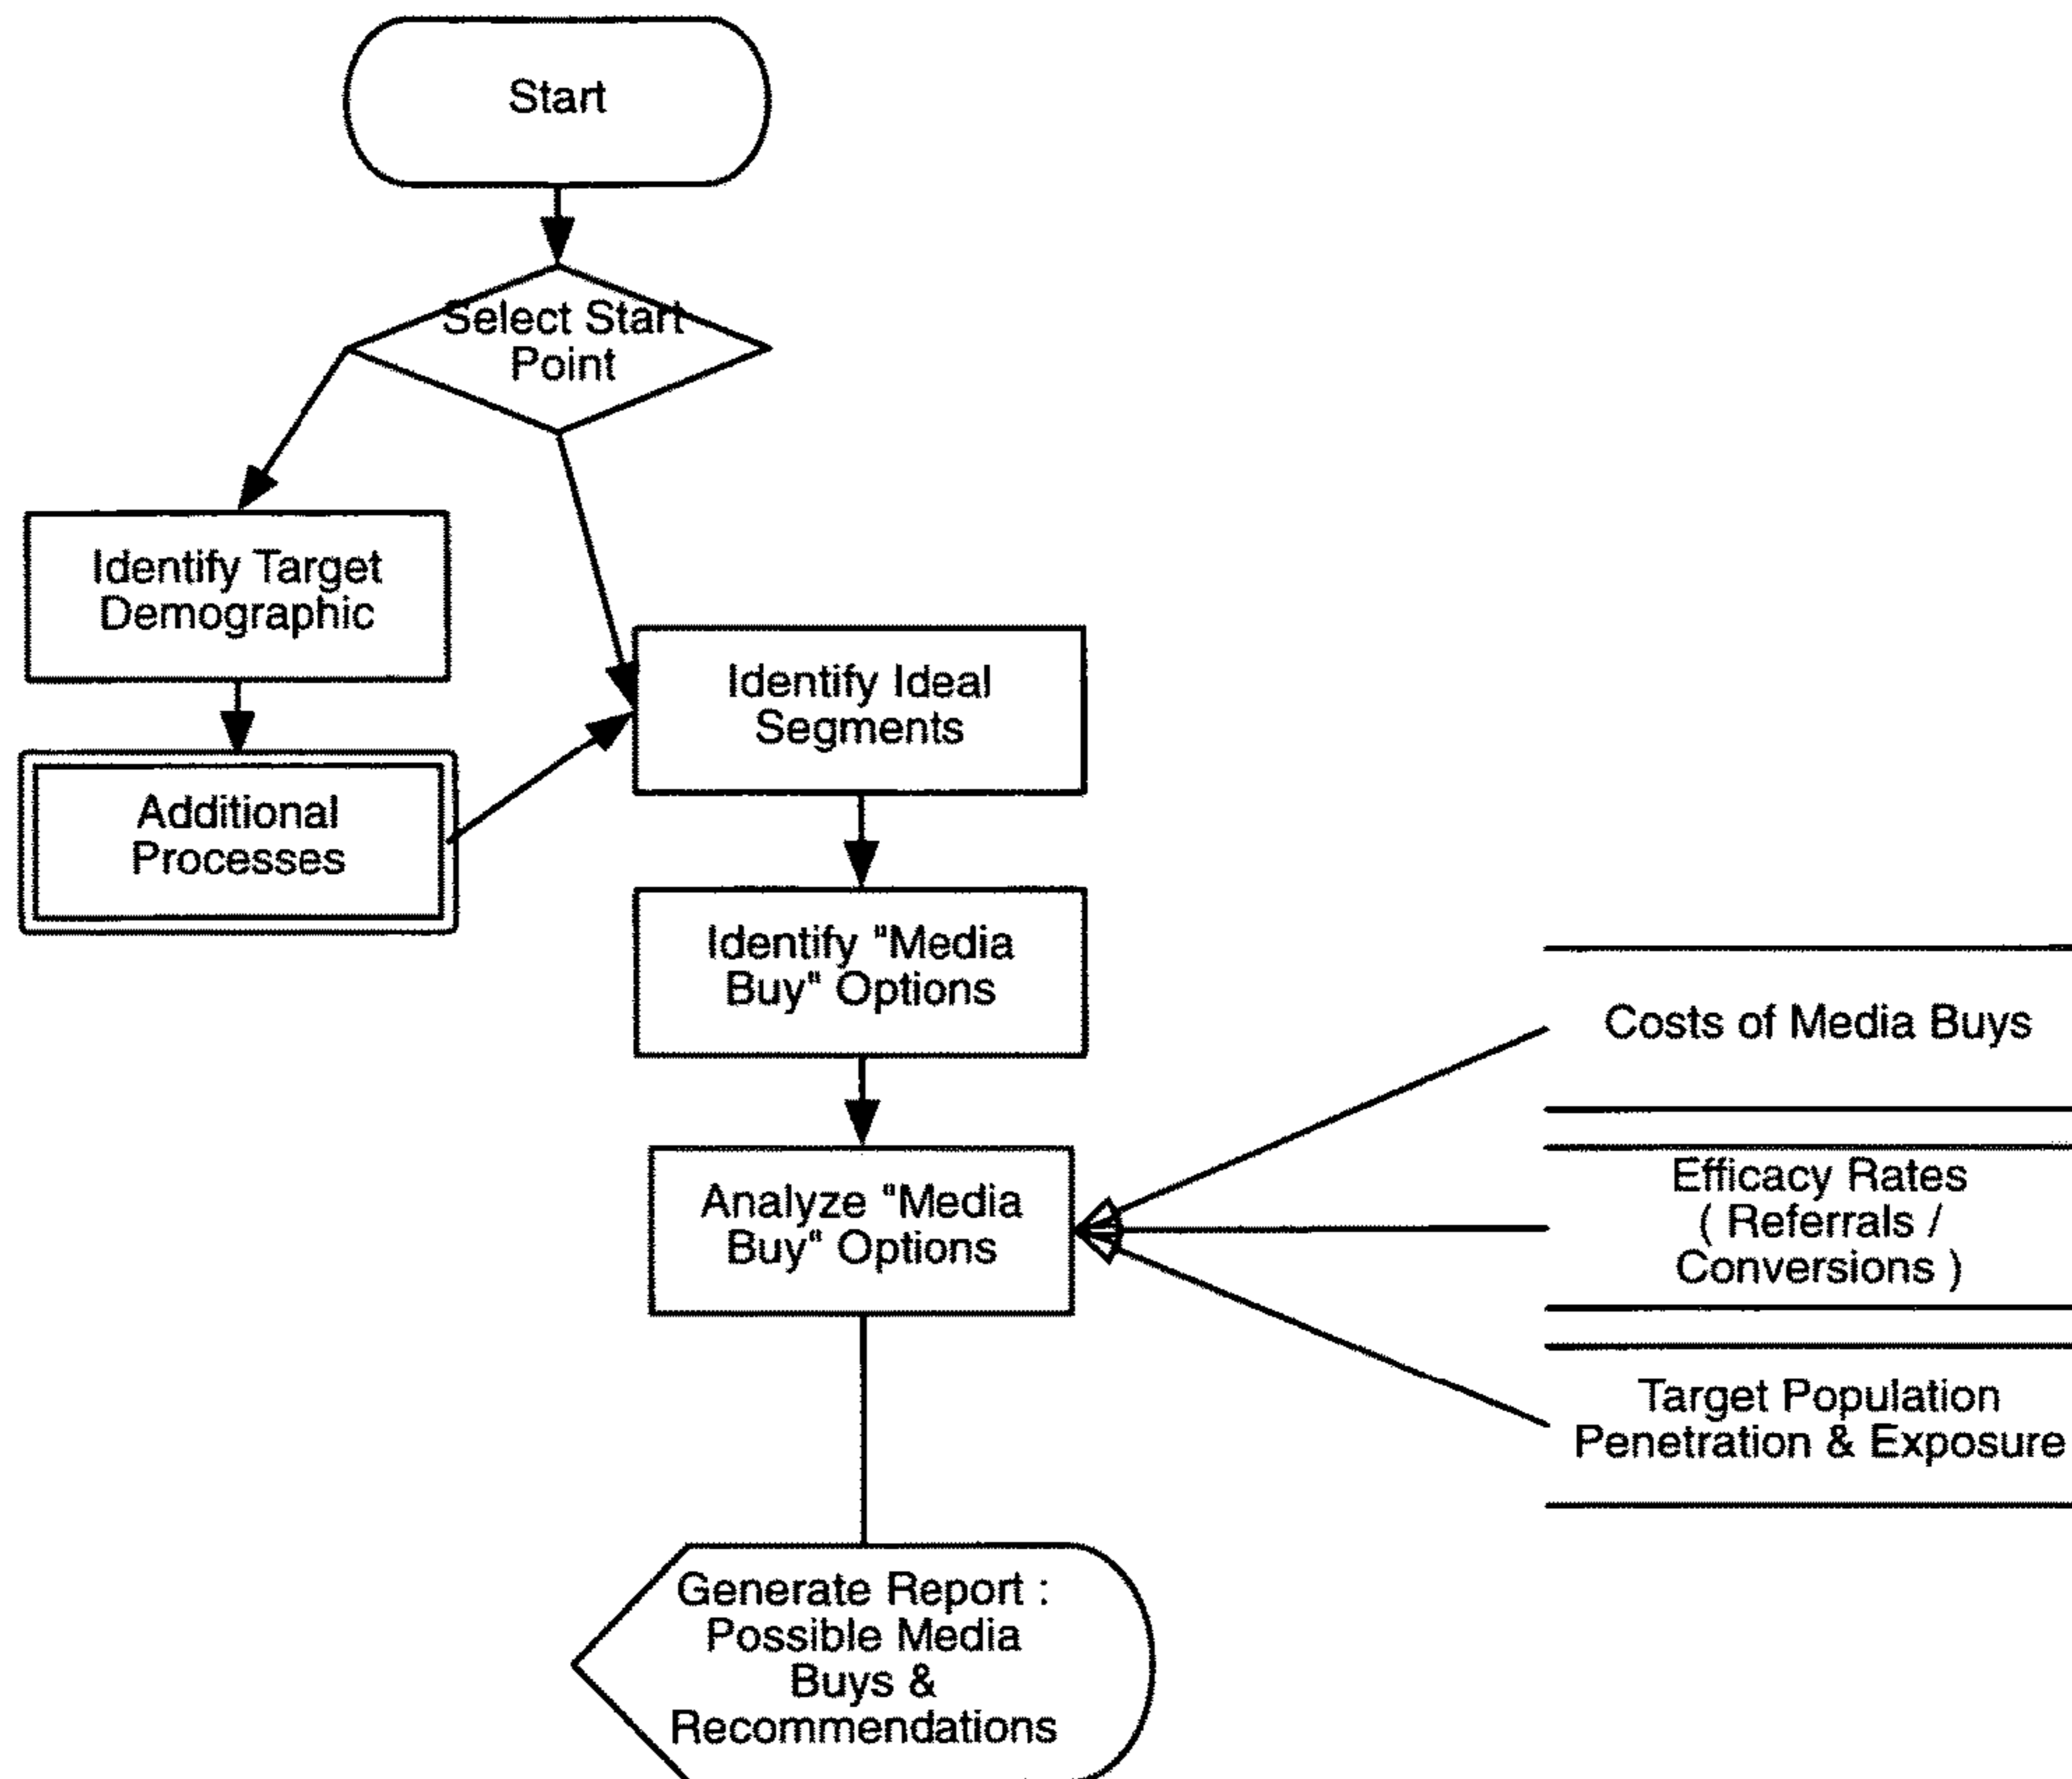 Start
Select Start
Point
Identify Target
Demographic
Additional
Processes
Identify Ideal
Segments
Identify "Media
Buy" Options
Analyze "Media
Buy" Options
Costs of Media Buys
Efficacy Rates
( Referrals /
Conversions )
Target Population
Penetration & Exposure
Generate Report :
Possible Media
Buys &
Recommendations